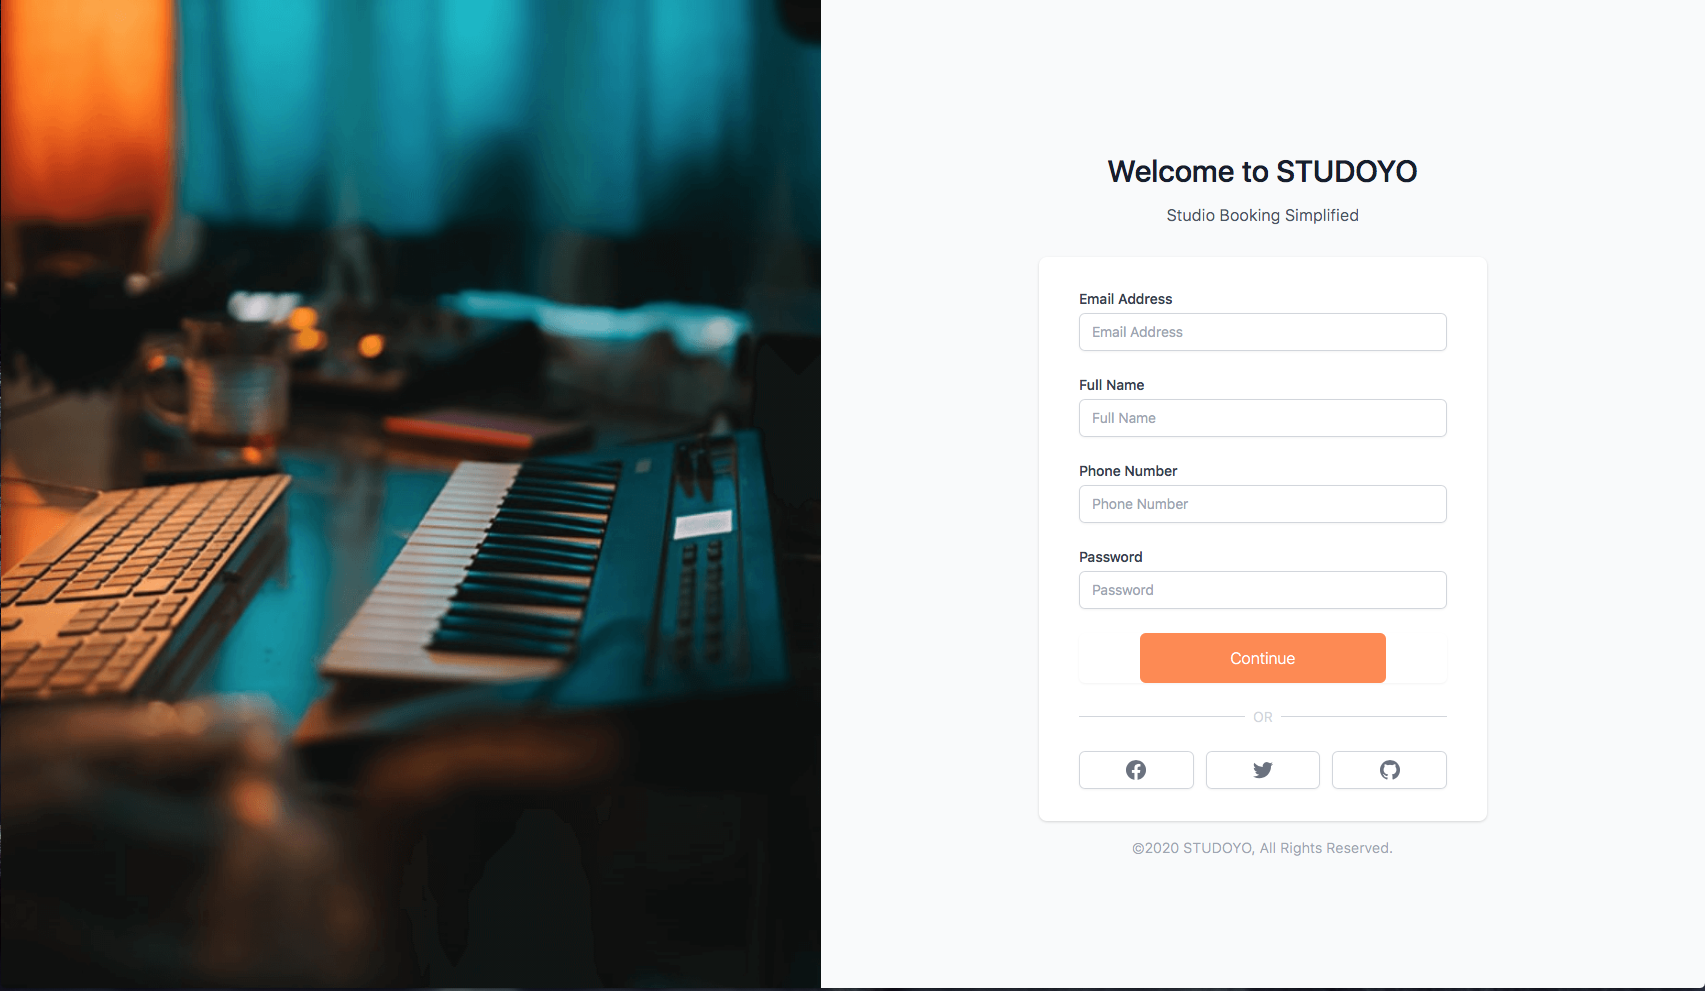 Welcome to STUDOYO
Studio Booking Simplified
Email Address
Email Address
Full Name
Full Name
Phone Number
Phone Number
Password
Password
Continue
OR
©2020 STUDOYO, All Rights Reserved.